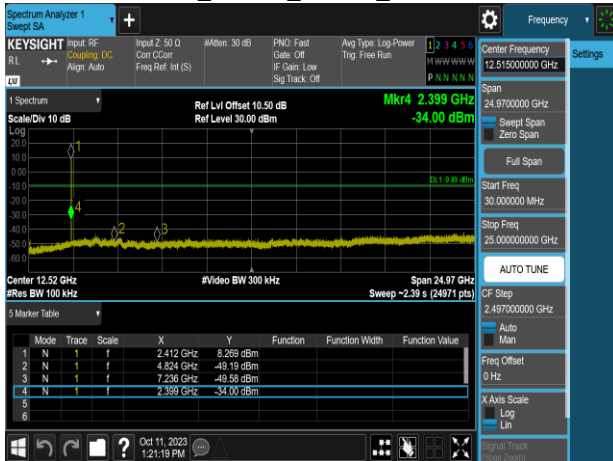 Spectrum Analyzer 1
Swept SA
+
Frequency
KEYSIGHT
RL
LXI
Input: RF
Coupling: DC
Align: Auto
Input Z: 50 Ω
Corr CCorr
Freq Ref: Int (S)
#Atten: 30 dB
PNO: Fast
Gate: Off
IF Gain: Low
Sig Track: Off
Avg Type: Log-Power
Trig: Free Run
1 2 3 4 5 6
M W W W W W
P N N N N N
1 Spectrum
Scale/Div 10 dB
Ref Lvl Offset 10.50 dB
Ref Level 30.00 dBm
Mkr4 2.399 GHz
-34.00 dBm
Log
20.0
10.0
0.00
-10.0
-20.0
-30.0
-40.0
-50.0
-60.0
1
2
3
4
DL1 -9.49 dBm
Center 12.52 GHz
#Res BW 100 kHz
#Video BW 300 kHz
Span 24.97 GHz
Sweep ~2.39 s (24971 pts)
5 Marker Table
Mode Trace Scale X Y Function Function Width Function Value
1 N 1 f 2.412 GHz 8.269 dBm
2 N 1 f 4.824 GHz -49.19 dBm
3 N 1 f 7.236 GHz -49.58 dBm
4 N 1 f 2.399 GHz -34.00 dBm
5
6
?
Oct 11, 2023
1:21:19 PM
Center Frequency
12.515000000 GHz
Settings
Span
24.9700000 GHz
Swept Span
Zero Span
Full Span
Start Freq
30.000000 MHz
Stop Freq
25.000000000 GHz
AUTO TUNE
CF Step
2.497000000 GHz
Auto
Man
Freq Offset
0 Hz
X Axis Scale
Log
Lin
Signal Track
(Span Zoom)